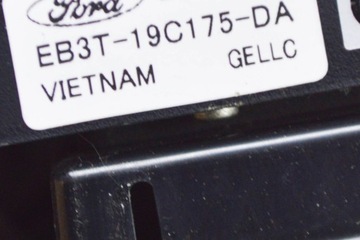 Ford
EB3T-19C175-DA
VIETNAM GELLC